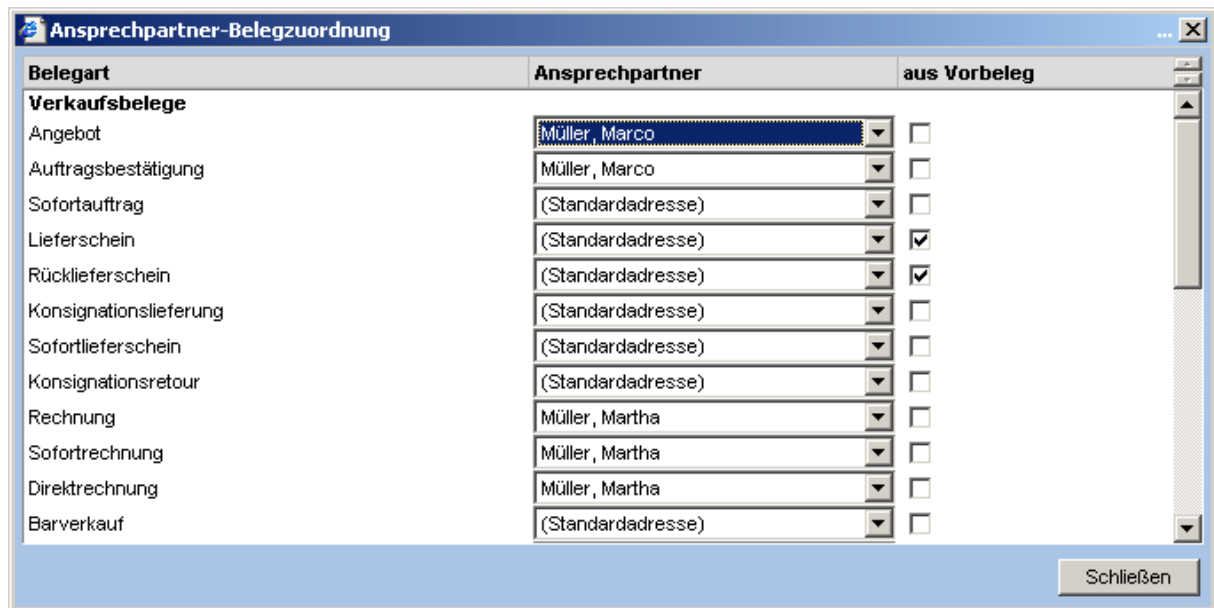 Ansprechpartner-Belegzuordnung ...
Belegart Ansprechpartner aus Vorbeleg
Verkaufsbelege
Angebot Müller, Marco
Auftragsbestätigung Müller, Marco
Sofortauftrag (Standardadresse)
Lieferschein (Standardadresse)
Rücklieferschein (Standardadresse)
Konsignationslieferung (Standardadresse)
Sofortlieferschein (Standardadresse)
Konsignationsretour (Standardadresse)
Rechnung Müller, Martha
Sofortrechnung Müller, Martha
Direktrechnung Müller, Martha
Barverkauf (Standardadresse)
Schließen